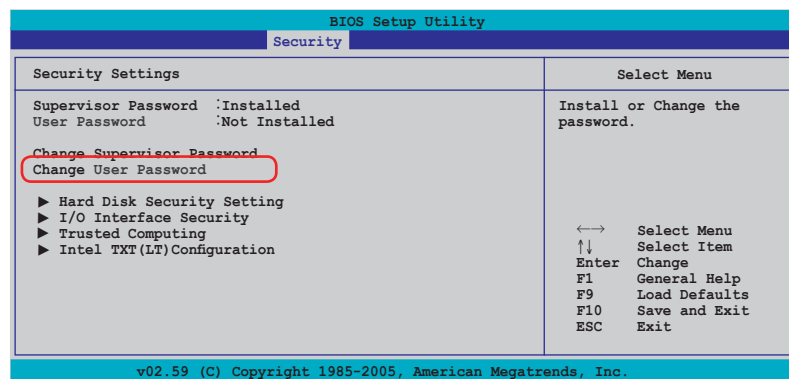 BIOS Setup Utility
Security
Security Settings
Supervisor Password :Installed
User Password :Not Installed
Change Supervisor Password
Change User Password
▶ Hard Disk Security Setting
▶ I/O Interface Security
▶ Trusted Computing
▶ Intel TXT(LT)Configuration
Select Menu
Install or Change the
password.
←→ Select Menu
↑↓ Select Item
Enter Change
F1 General Help
F9 Load Defaults
F10 Save and Exit
ESC Exit
v02.59 (C) Copyright 1985-2005, American Megatrends, Inc.